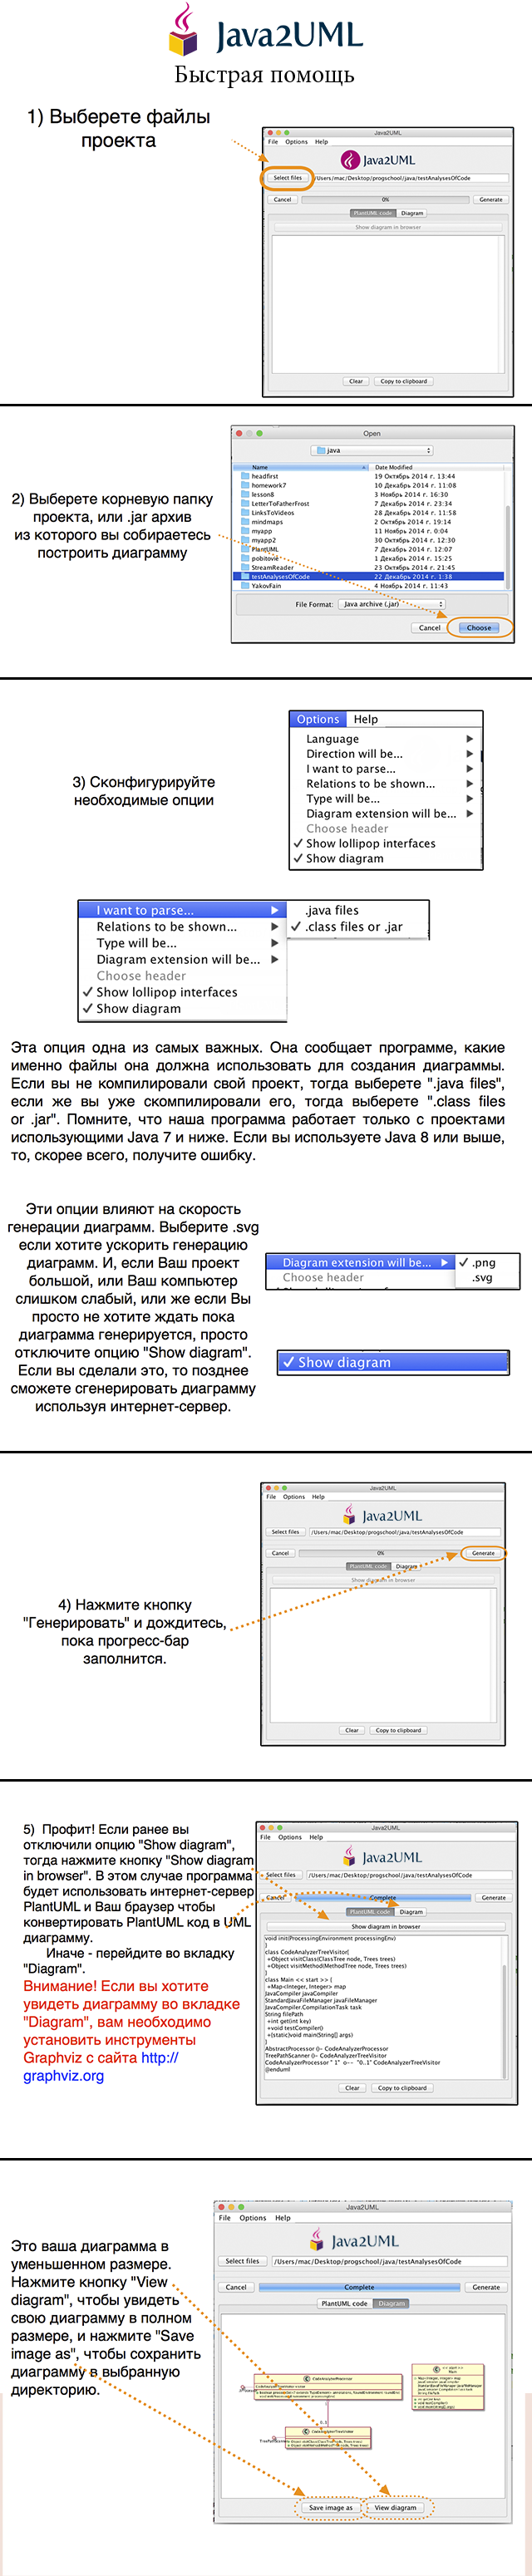 Java2UML
Быстрая помощь
1) Выберете файлы
проекта
Java2UML
File Options Help
Java2UML
Select files /Users/mac/Desktop/progschool/java/testAnalysesOfCode
Cancel 0% Generate
PlantUML code Diagram
Show diagram in browser
Clear Copy to clipboard
2) Выберете корневую папку
проекта, или .jar архив
из которого вы собираетесь
построить диаграмму
Open
java
Name Date Modified
headfirst 19 Октябрь 2014 г. 13:44
homework7 10 Декабрь 2014 г. 11:08
lesson8 3 Ноябрь 2014 г. 16:30
LetterToFatherFrost 7 Декабрь 2014 г. 23:34
LinksToVideos 28 Декабрь 2014 г. 11:58
mindmaps 2 Октябрь 2014 г. 19:14
myapp 11 Ноябрь 2014 г. 0:04
myapp2 30 Октябрь 2014 г. 12:30
PlantUML 7 Декабрь 2014 г. 12:07
pobitovie 1 Декабрь 2014 г. 15:25
StreamReader 23 Октябрь 2014 г. 21:45
testAnalysesOfCode 22 Декабрь 2014 г. 1:38
YakovFain 4 Ноябрь 2014 г. 11:43
File Format: Java archive (.jar)
Cancel Choose
3) Сконфигурируйте
необходимые опции
Options Help
Language
Direction will be...
I want to parse...
Relations to be shown...
Type will be...
Diagram extension will be...
Choose header
✓ Show lollipop interfaces
✓ Show diagram
I want to parse... .java files
Relations to be shown... ✓ .class files or .jar
Type will be...
Diagram extension will be...
Choose header
✓ Show lollipop interfaces
✓ Show diagram
Эта опция одна из самых важных. Она сообщает программе, какие
именно файлы она должна использовать для создания диаграммы.
Если вы не компилировали свой проект, тогда выберете ".java files",
если же вы уже скомпилировали его, тогда выберете ".class files
or .jar". Помните, что наша программа работает только с проектами
использующими Java 7 и ниже. Если вы используете Java 8 или выше,
то, скорее всего, получите ошибку.
Эти опции влияют на скорость
генерации диаграмм. Выберите .svg
если хотите ускорить генерацию
диаграмм. И, если Ваш проект
большой, или Ваш компьютер
слишком слабый, или же если Вы
просто не хотите ждать пока
диаграмма генерируется, просто
отключите опцию "Show diagram".
Если вы сделали это, то позднее
сможете сгенерировать диаграмму
используя интернет-сервер.
Diagram extension will be... ✓ .png
Choose header .svg
✓ Show diagram
4) Нажмите кнопку
"Генерировать" и дождитесь,
пока прогресс-бар
заполнится.
Java2UML
File Options Help
Java2UML
Select files /Users/mac/Desktop/progschool/java/testAnalysesOfCode
Cancel 0% Generate
PlantUML code Diagram
Show diagram in browser
Clear Copy to clipboard
5) Профит! Если ранее вы
отключили опцию "Show diagram",
тогда нажмите кнопку "Show diagram
in browser". В этом случае программа
будет использовать интернет-сервер
PlantUML и Ваш браузер чтобы
конвертировать PlantUML код в UML
диаграмму.
Иначе - перейдите во вкладку
"Diagram".
Внимание! Если вы хотите
увидеть диаграмму во вкладке
"Diagram", вам необходимо
установить инструменты
Graphviz с сайта http://
graphviz.org
Java2UML
File Options Help
Java2UML
Select files /Users/mac/Desktop/progschool/java/testAnalysesOfCode
Cancel Complete Generate
PlantUML code Diagram
Show diagram in browser
void init(ProcessingEnvironment processingEnv)
}
class CodeAnalyzerTreeVisitor{
+Object visitClass(ClassTree node, Trees trees)
+Object visitMethod(MethodTree node, Trees trees)
}
class Main << start >> {
+Map<Integer, Integer> map
JavaCompiler javaCompiler
StandardJavaFileManager javaFileManager
JavaCompiler.CompilationTask task
String filePath
+int get(int key)
+void testCompiler()
+{static}void main(String[] args)
}
AbstractProcessor ()- CodeAnalyzerProcessor
TreePathScanner ()- CodeAnalyzerTreeVisitor
CodeAnalyzerProcessor " 1" o-- "0..1" CodeAnalyzerTreeVisitor
@enduml
Clear Copy to clipboard
Это ваша диаграмма в
уменьшенном размере.
Нажмите кнопку "View
diagram", чтобы увидеть
свою диаграмму в полном
размере, и нажмите "Save
image as", чтобы сохранить
диаграмму в выбранную
директорию.
Java2UML
File Options Help
Java2UML
Select files /Users/mac/Desktop/progschool/java/testAnalysesOfCode
Cancel Complete Generate
PlantUML code Diagram
CodeAnalyzerProcessor
CodeAnalyzerTreeVisitor
Save image as View diagram